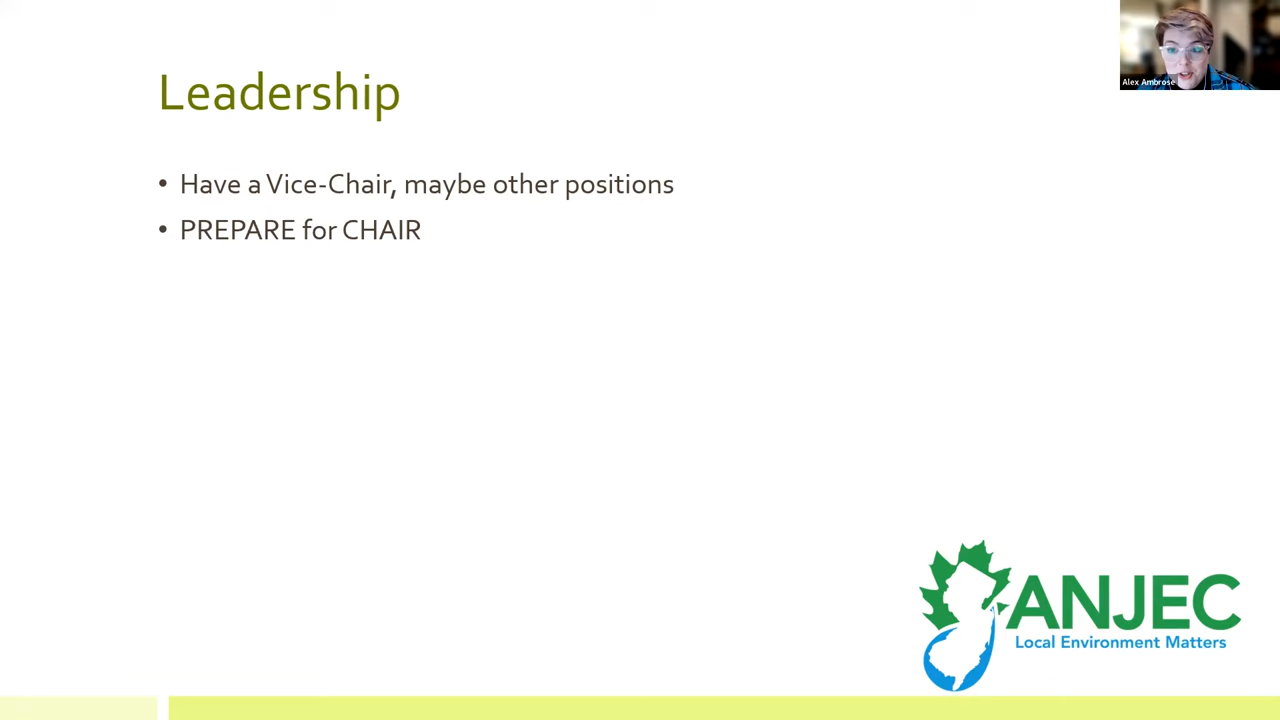 Leadership
• Have a Vice-Chair, maybe other positions
• PREPARE for CHAIR
Alex Ambrose
ANJEC
Local Environment Matters